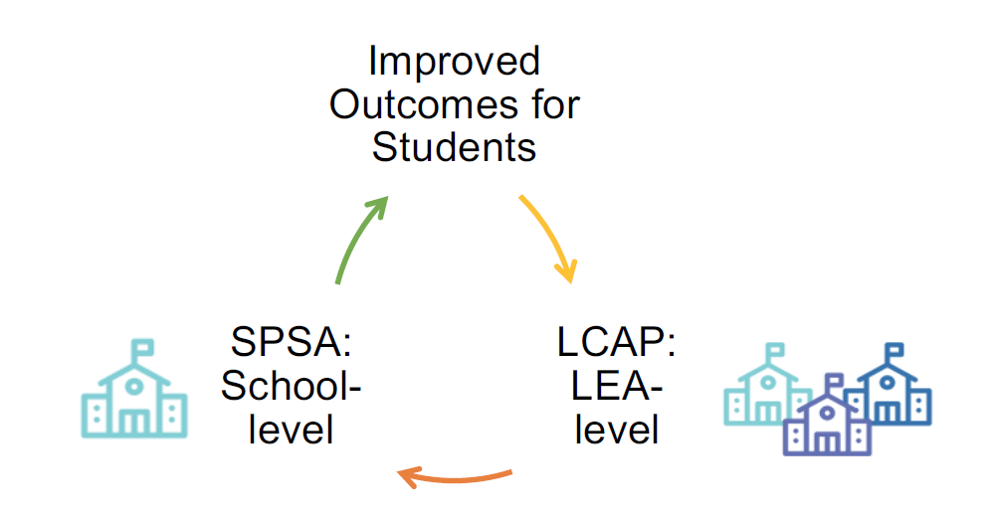 Improved
Outcomes for
Students
SPSA:
School-
level
LCAP:
LEA-
level